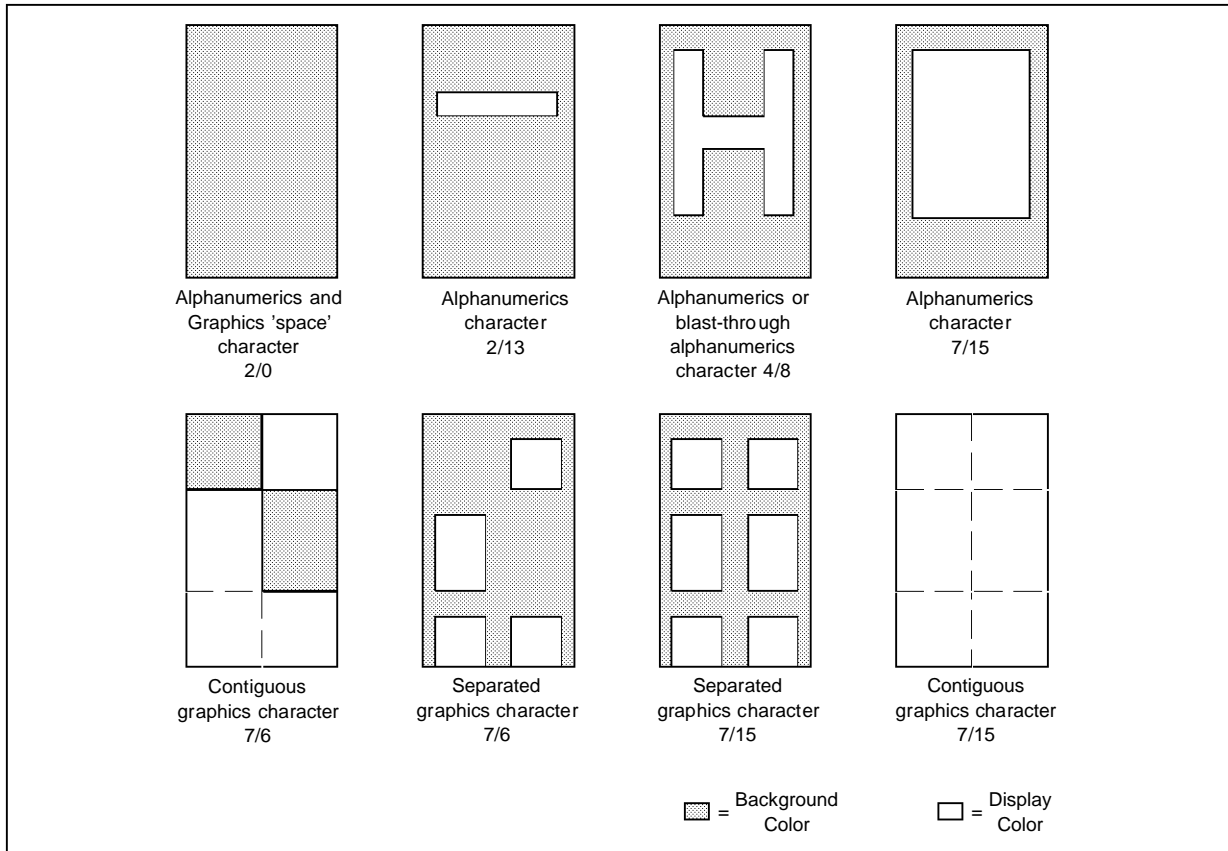 Alphanumerics and
Graphics ’space’
character
2/0
Alphanumerics
character
2/13
Alphanumerics or
blast-through
alphanumerics
character 4/8
Alphanumerics
character
7/15
Contiguous
graphics character
7/6
Separated
graphics character
7/6
Separated
graphics character
7/15
Contiguous
graphics character
7/15
= Background
Color
= Display
Color